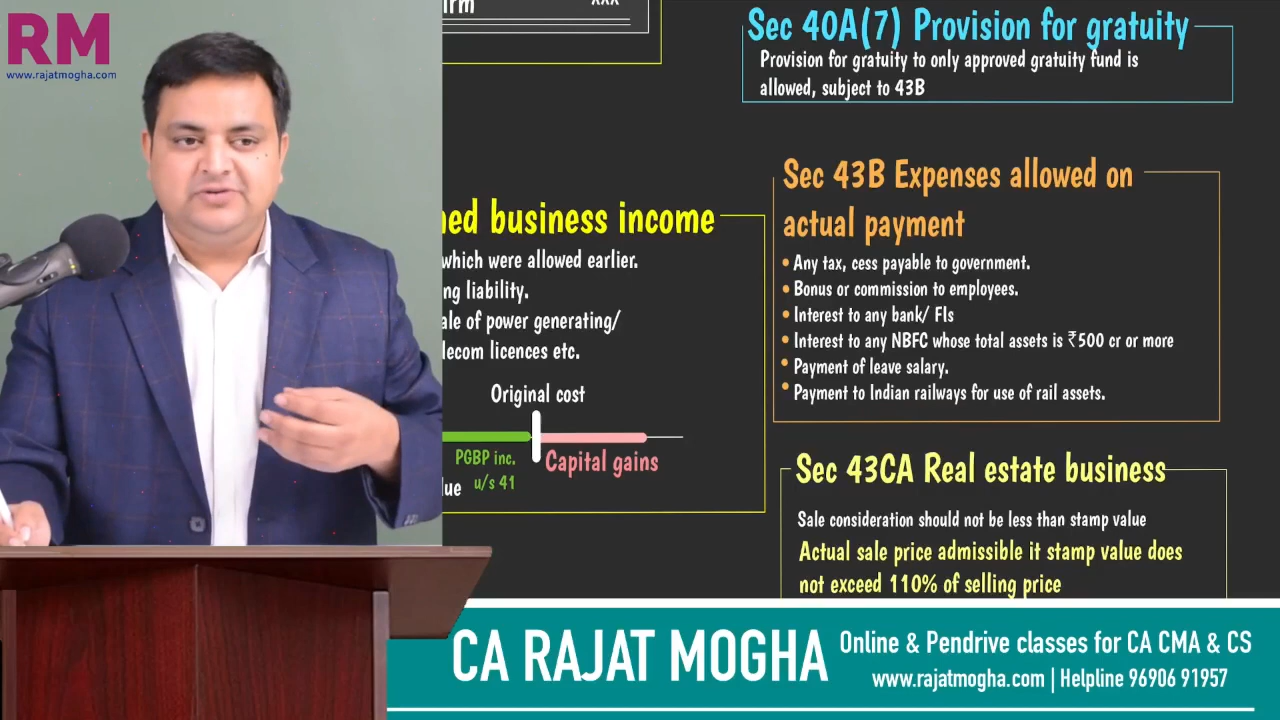 RM
www.rajatmogha.com
xxx
Sec 40A(7) Provision for gratuity
Provision for gratuity to only approved gratuity fund is
allowed, subject to 43B
business income
which were allowed earlier.
liability.
of power generating/
licences etc.
Original cost
PGBP inc.
u/s 41
Capital gains
Sec 43B Expenses allowed on
actual payment
• Any tax, cess payable to government.
• Bonus or commission to employees.
• Interest to any bank/ FIs
• Interest to any NBFC whose total assets is ₹500 cr or more
• Payment of leave salary.
• Payment to Indian railways for use of rail assets.
Sec 43CA Real estate business
Sale consideration should not be less than stamp value
Actual sale price admissible it stamp value does
not exceed 110% of selling price
CA RAJAT MOGHA
Online & Pendrive classes for CA CMA & CS
www.rajatmogha.com | Helpline 96906 91957